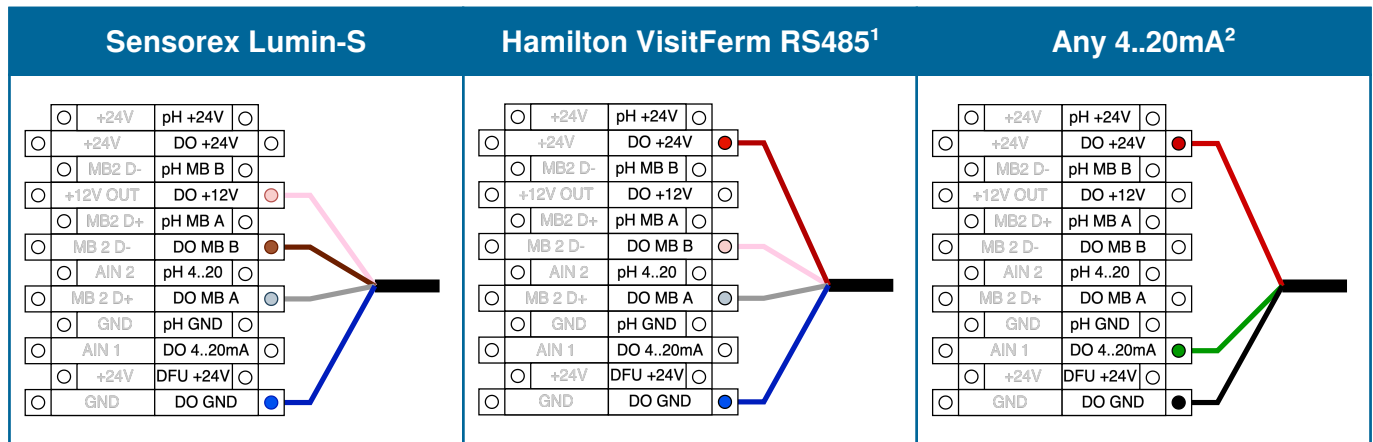 Sensorex Lumin-S
+24V pH +24V
+24V DO +24V
MB2 D- pH MB B
+12V OUT DO +12V
MB2 D+ pH MB A
MB 2 D- DO MB B
AIN 2 pH 4..20
MB 2 D+ DO MB A
GND pH GND
AIN 1 DO 4..20mA
+24V DFU +24V
GND DO GND
Hamilton VisitFerm RS485¹
+24V pH +24V
+24V DO +24V
MB2 D- pH MB B
+12V OUT DO +12V
MB2 D+ pH MB A
MB 2 D- DO MB B
AIN 2 pH 4..20
MB 2 D+ DO MB A
GND pH GND
AIN 1 DO 4..20mA
+24V DFU +24V
GND DO GND
Any 4..20mA²
+24V pH +24V
+24V DO +24V
MB2 D- pH MB B
+12V OUT DO +12V
MB2 D+ pH MB A
MB 2 D- DO MB B
AIN 2 pH 4..20
MB 2 D+ DO MB A
GND pH GND
AIN 1 DO 4..20mA
+24V DFU +24V
GND DO GND